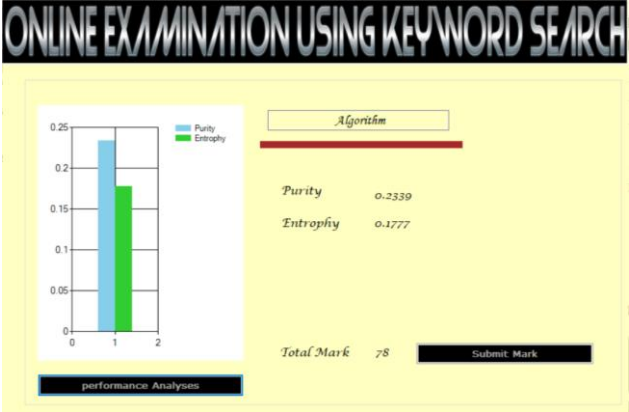 ONLINE EXAMINATION USING KEYWORD SEARCH
Algorithm
0.25
Purity
Entrophy
0.2
0.15
0.1
0.05
0
0 1 2
Purity 0.2339
Entrophy 0.1777
Total Mark 78 Submit Mark
performance Analyses